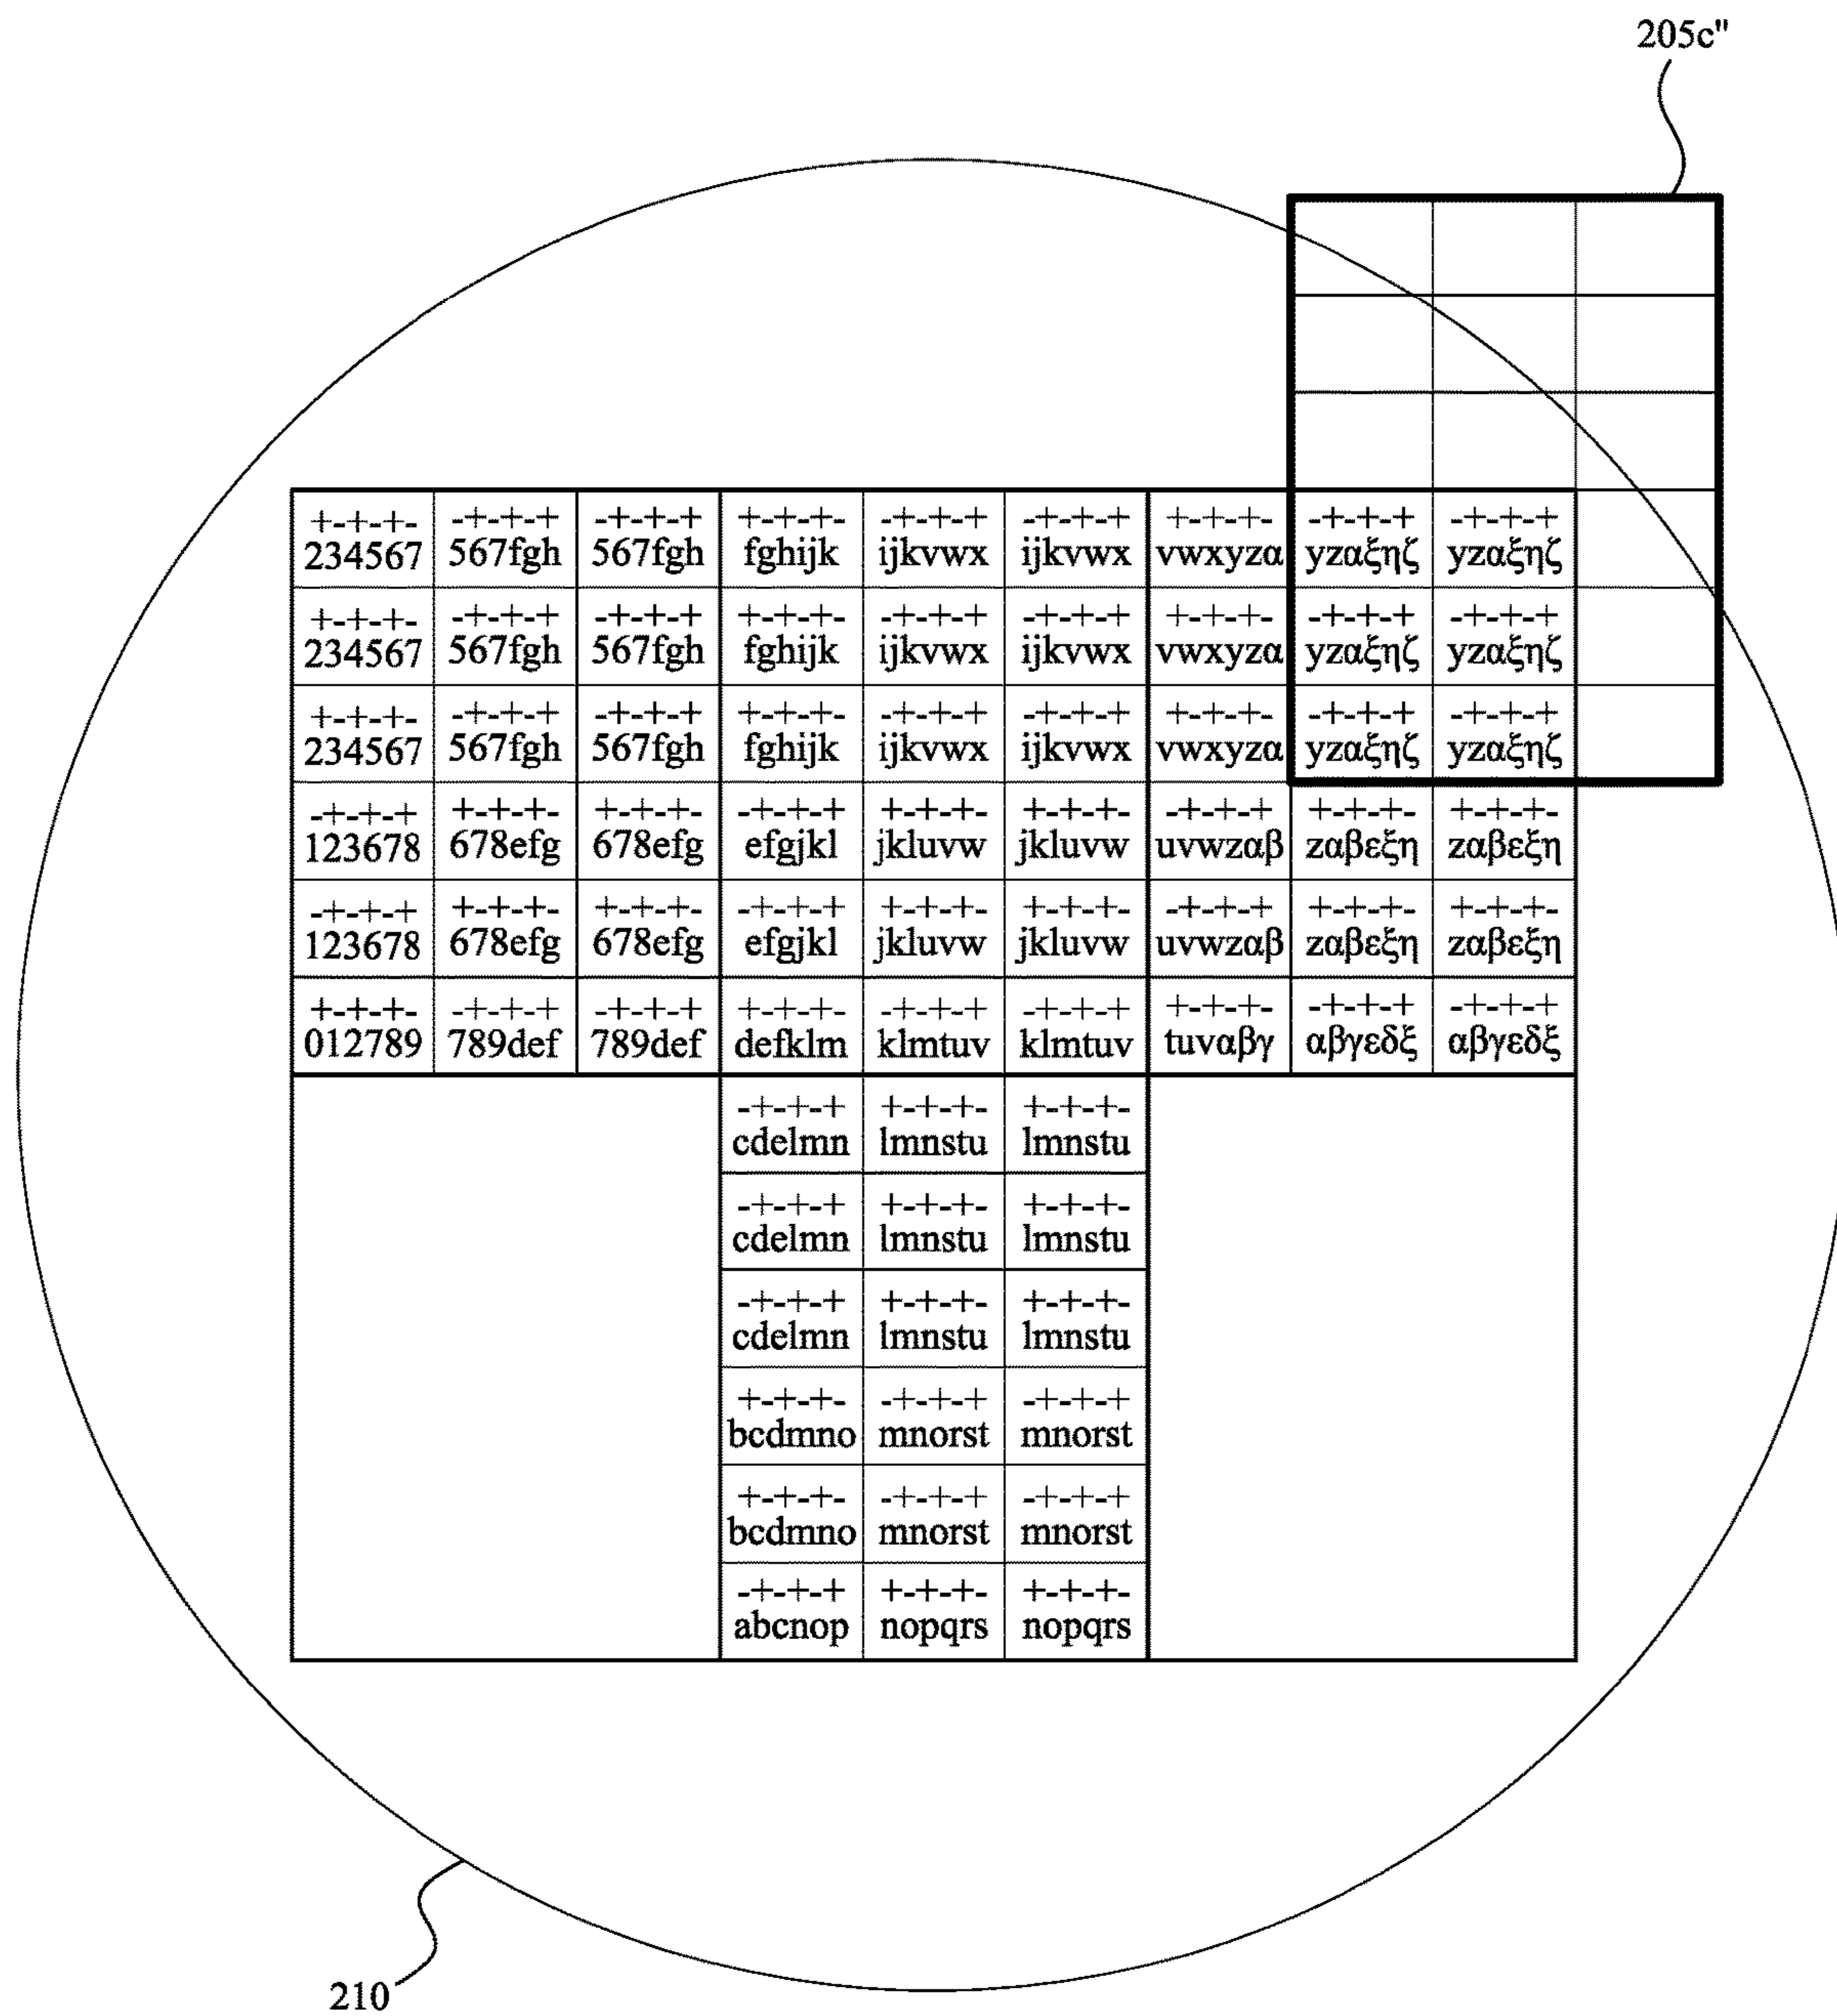 205c"
+-+-+- -+-+-+ -+-+-+ +-+-+- -+-+-+ -+-+-+ +-+-+- -+-+-+ -+-+-+
234567 567fgh 567fgh fghijk ijkvwx ijkvwx vwxyzα yzαξηζ yzαξηζ
+-+-+- -+-+-+ -+-+-+ +-+-+- -+-+-+ -+-+-+ +-+-+- -+-+-+ -+-+-+
234567 567fgh 567fgh fghijk ijkvwx ijkvwx vwxyzα yzαξηζ yzαξηζ
+-+-+- -+-+-+ -+-+-+ +-+-+- -+-+-+ -+-+-+ +-+-+- -+-+-+ -+-+-+
234567 567fgh 567fgh fghijk ijkvwx ijkvwx vwxyzα yzαξηζ yzαξηζ
-+-+-+ +-+-+- +-+-+- -+-+-+ +-+-+- +-+-+- -+-+-+ +-+-+- +-+-+-
123678 678efg 678efg efgjkl jkluvw jkluvw uvwzαβ zαβεξη zαβεξη
-+-+-+ +-+-+- +-+-+- -+-+-+ +-+-+- +-+-+- -+-+-+ +-+-+- +-+-+-
123678 678efg 678efg efgjkl jkluvw jkluvw uvwzαβ zαβεξη zαβεξη
+-+-+- -+-+-+ -+-+-+ +-+-+- -+-+-+ -+-+-+ +-+-+- -+-+-+ -+-+-+
012789 789def 789def defklm klmtuv klmtuv tuvαβγ αβγεδξ αβγεδξ
-+-+-+ +-+-+- +-+-+-
cdelmn lmnstu lmnstu
-+-+-+ +-+-+- +-+-+-
cdelmn lmnstu lmnstu
-+-+-+ +-+-+- +-+-+-
cdelmn lmnstu lmnstu
+-+-+- -+-+-+ -+-+-+
bcdmno mnorst mnorst
+-+-+- -+-+-+ -+-+-+
bcdmno mnorst mnorst
-+-+-+ +-+-+- +-+-+-
abcnop nopqrs nopqrs
210